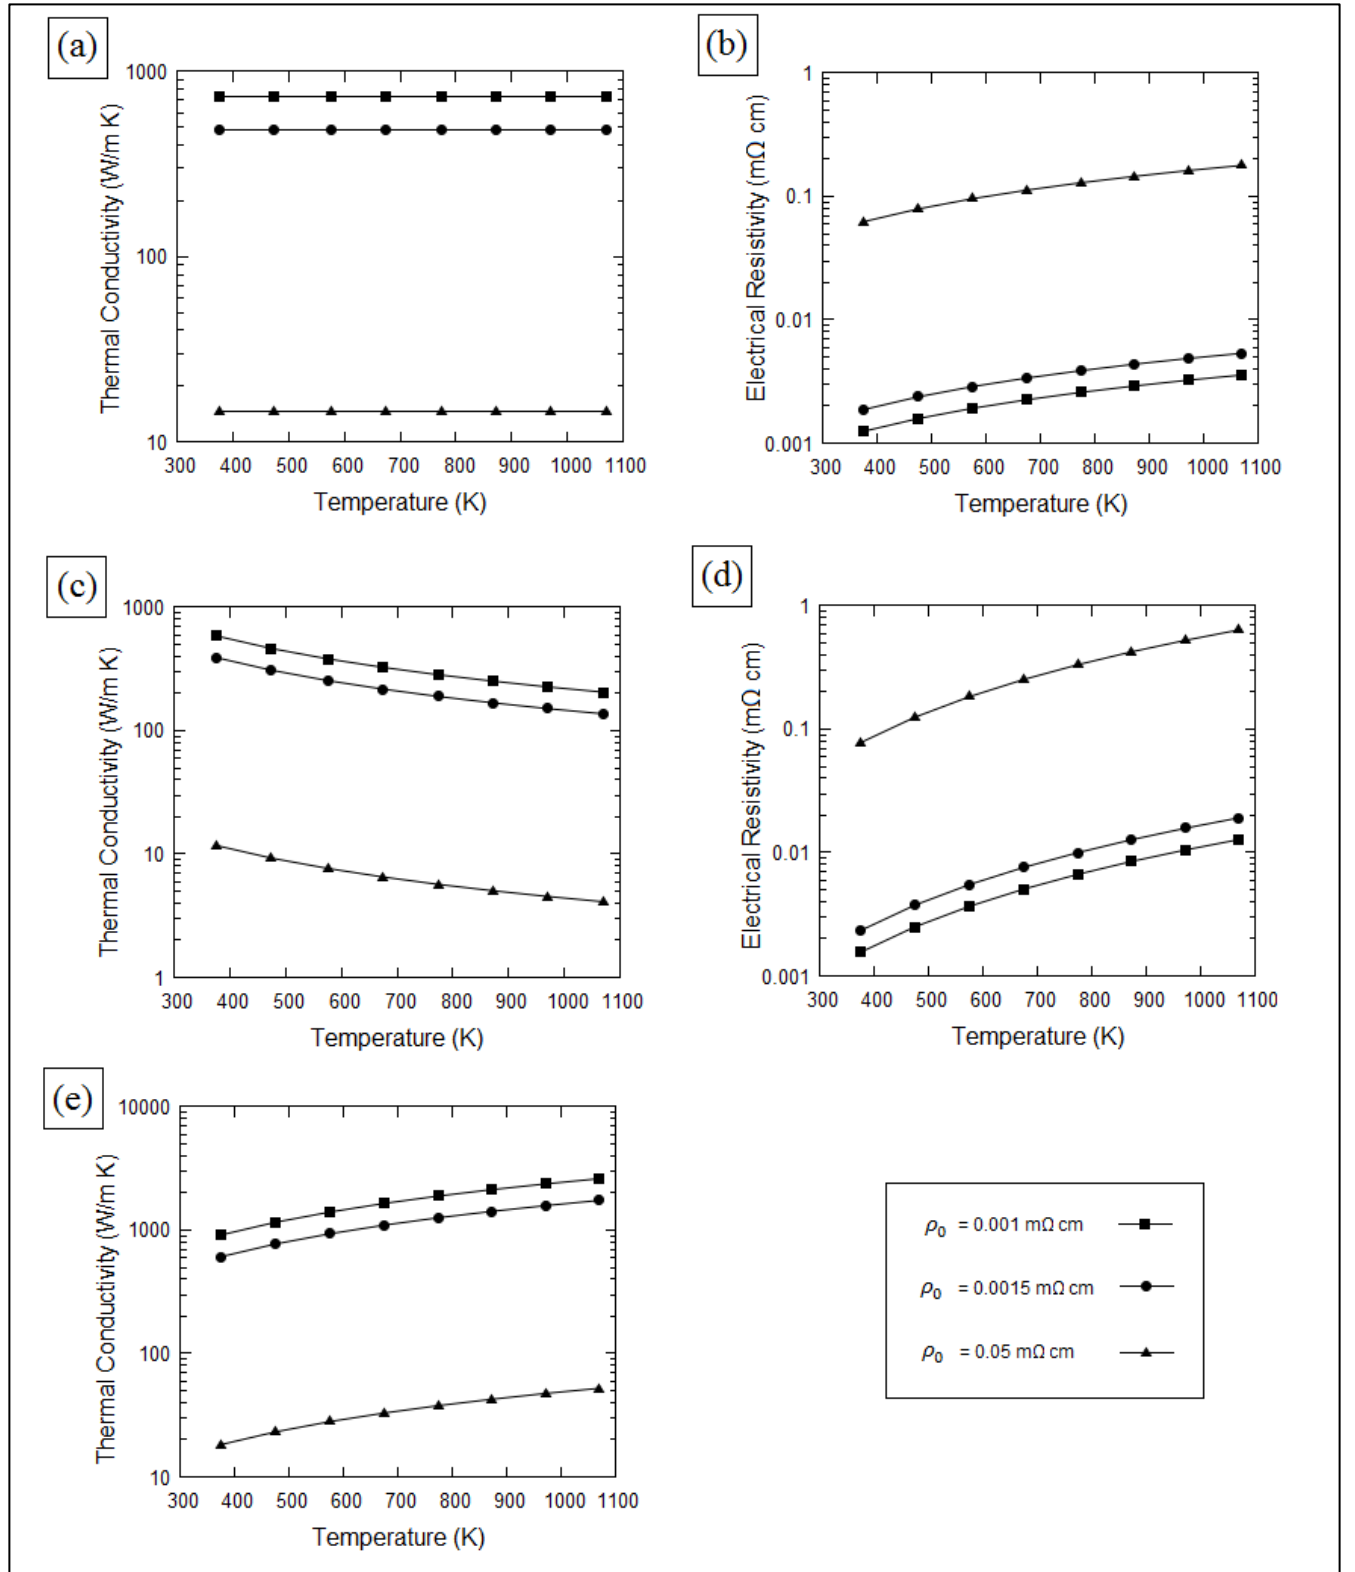 (a)
1000
100
10
Thermal Conductivity (W/m K)
300 400 500 600 700 800 900 1000 1100
Temperature (K)
(b)
1
0.1
0.01
0.001
Electrical Resistivity (mΩ cm)
300 400 500 600 700 800 900 1000 1100
Temperature (K)
(c)
1000
100
10
1
Thermal Conductivity (W/m K)
300 400 500 600 700 800 900 1000 1100
Temperature (K)
(d)
1
0.1
0.01
0.001
Electrical Resistivity (mΩ cm)
300 400 500 600 700 800 900 1000 1100
Temperature (K)
(e)
10000
1000
100
10
Thermal Conductivity (W/m K)
300 400 500 600 700 800 900 1000 1100
Temperature (K)
ρ₀ = 0.001 mΩ cm
ρ₀ = 0.0015 mΩ cm
ρ₀ = 0.05 mΩ cm